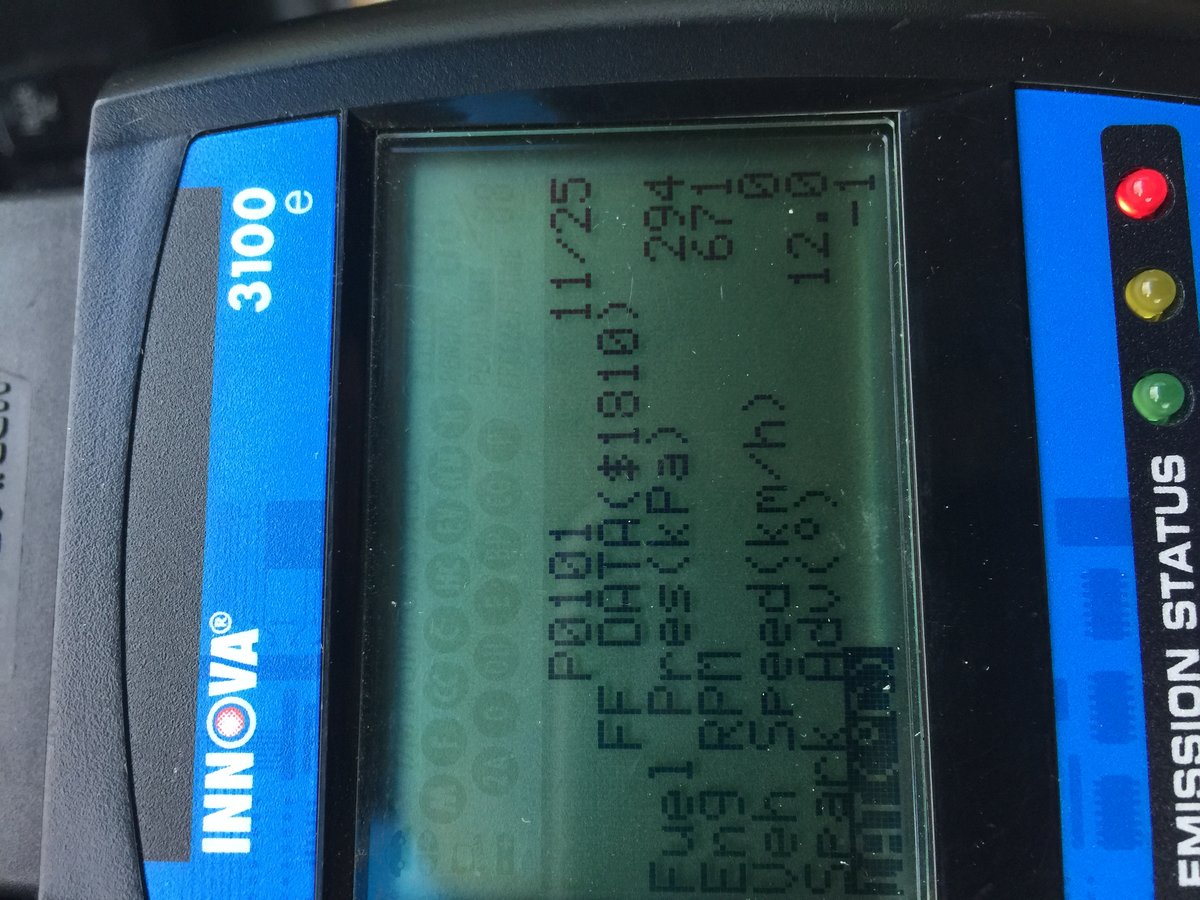 INNOVA® 3100
e
P0101 11/25
FF DATA($1810)
Fuel Pres(kPa) 294
Eng RPM 671
Veh Speed(km/h) 0
Spark Adv(°) 12.0
-1
EMISSION STATUS